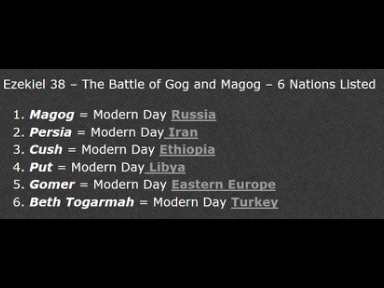 Ezekiel 38 – The Battle of Gog and Magog – 6 Nations Listed
1. Magog = Modern Day Russia
2. Persia = Modern Day Iran
3. Cush = Modern Day Ethiopia
4. Put = Modern Day Libya
5. Gomer = Modern Day Eastern Europe
6. Beth Togarmah = Modern Day Turkey